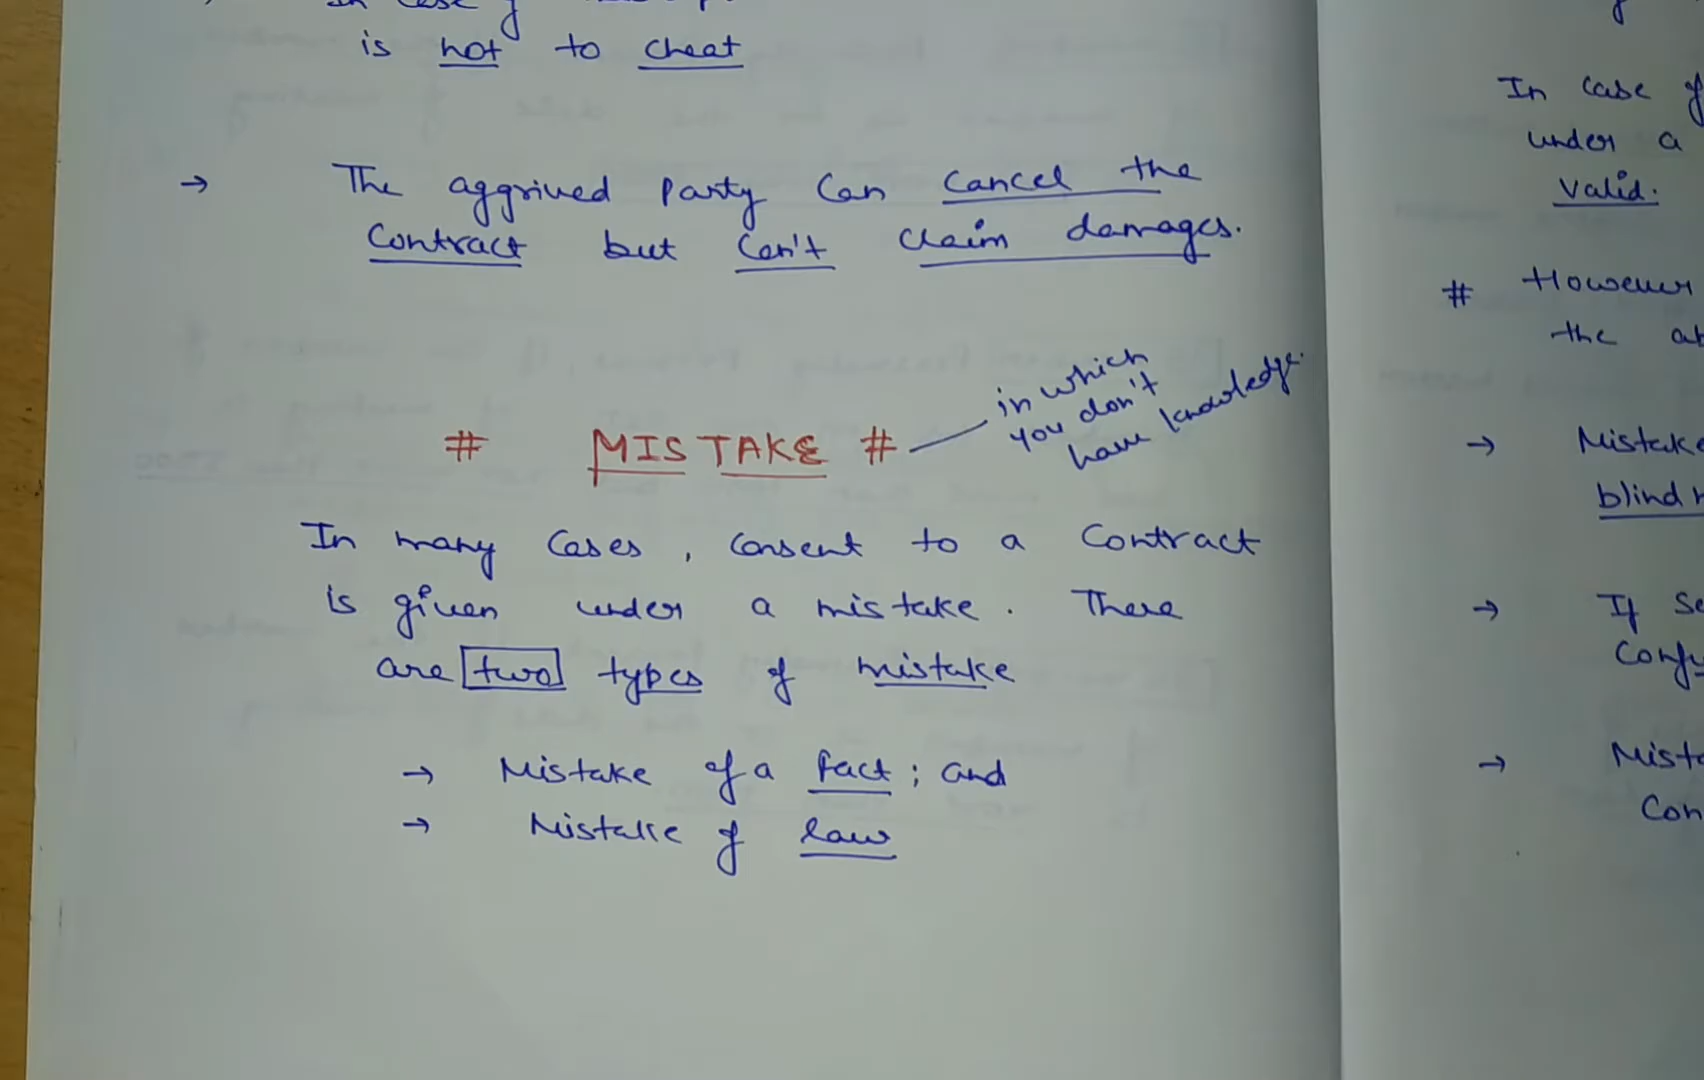 is not to cheat
→ The aggrived party can cancel the
contract but can't claim damages.
# MISTAKE #
in which
you don't
have knowledge.
In many cases, consent to a contract
is given under a mistake. There
are two types of mistake
→ Mistake of a fact; and
→ Mistake of law
In case of
under a
valid.
# However
the
→ Mistake
blind
→ If
→